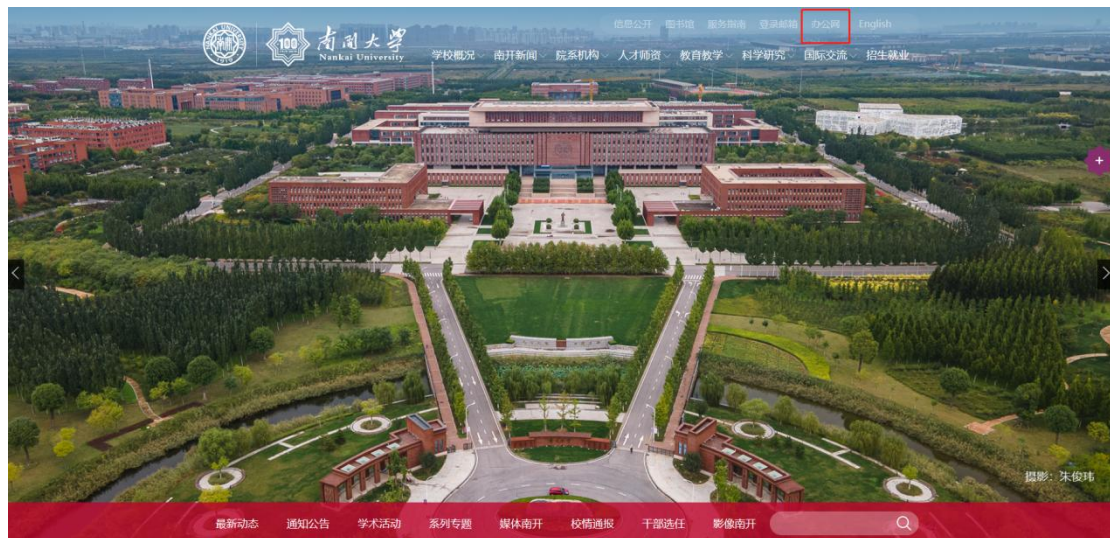 信息公开 图书馆 服务指南 登录邮箱 办公网 English
100 南开大学
Nankai University
学校概况 南开新闻 院系机构 人才师资 教育教学 科学研究 国际交流 招生就业
摄影：朱俊玮
最新动态 通知公告 学术活动 系列专题 媒体南开 校情通报 干部选任 影像南开